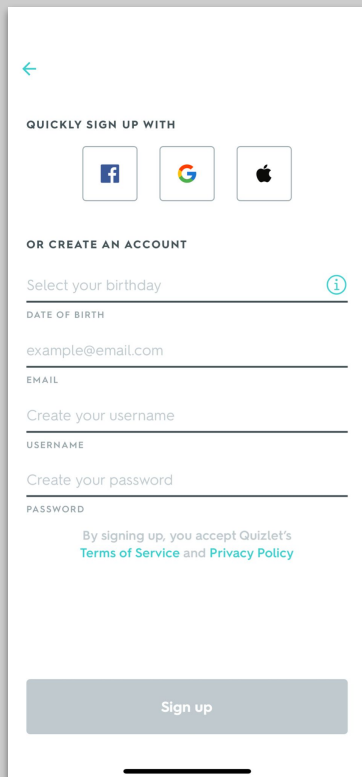 QUICKLY SIGN UP WITH
OR CREATE AN ACCOUNT
Select your birthday
DATE OF BIRTH
example@email.com
EMAIL
Create your username
USERNAME
Create your password
PASSWORD
By signing up, you accept Quizlet's
Terms of Service and Privacy Policy
Sign up